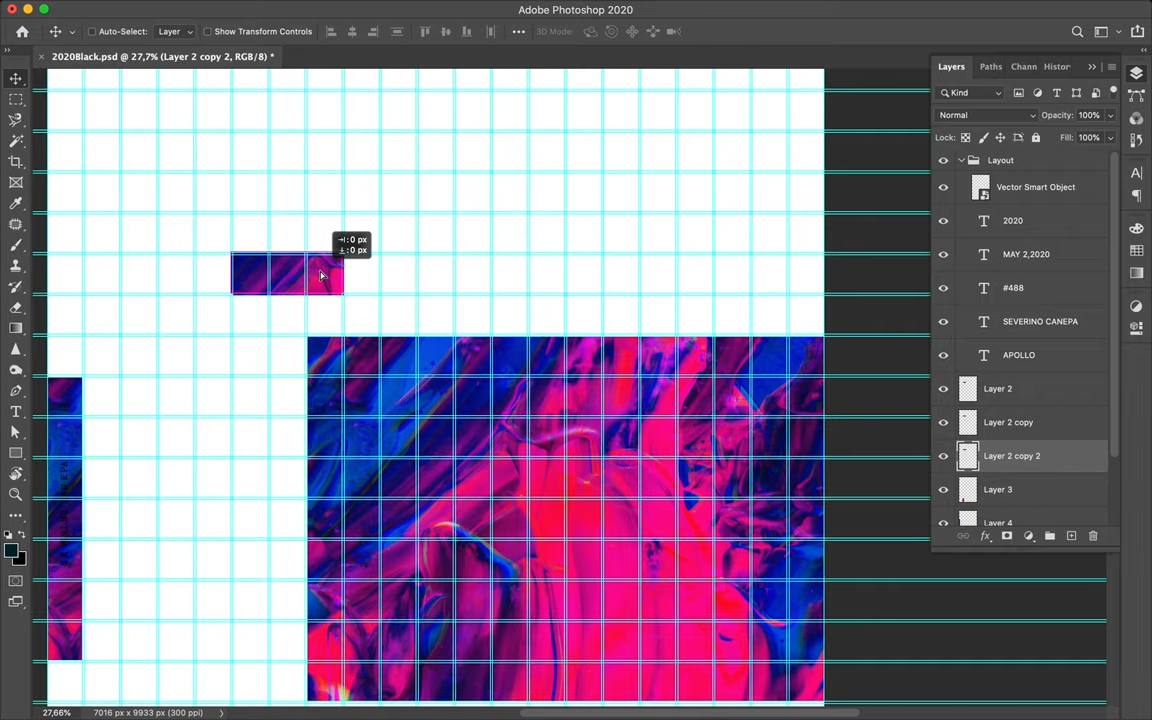 Adobe Photoshop 2020
Auto-Select: Layer Show Transform Controls 3D Mode:
2020Black.psd @ 27,7% (Layer 2 copy 2, RGB/8) *
Layers Paths Chann Histor
Kind
Normal Opacity: 100%
Lock: Fill: 100%
Layout
Vector Smart Object
2020
MAY 2,2020
#488
SEVERINO CANEPA
APOLLO
Layer 2
Layer 2 copy
Layer 2 copy 2
Layer 3
Layer 4
:0 px
:0 px
27,66% 7016 px x 9933 px (300 ppi)